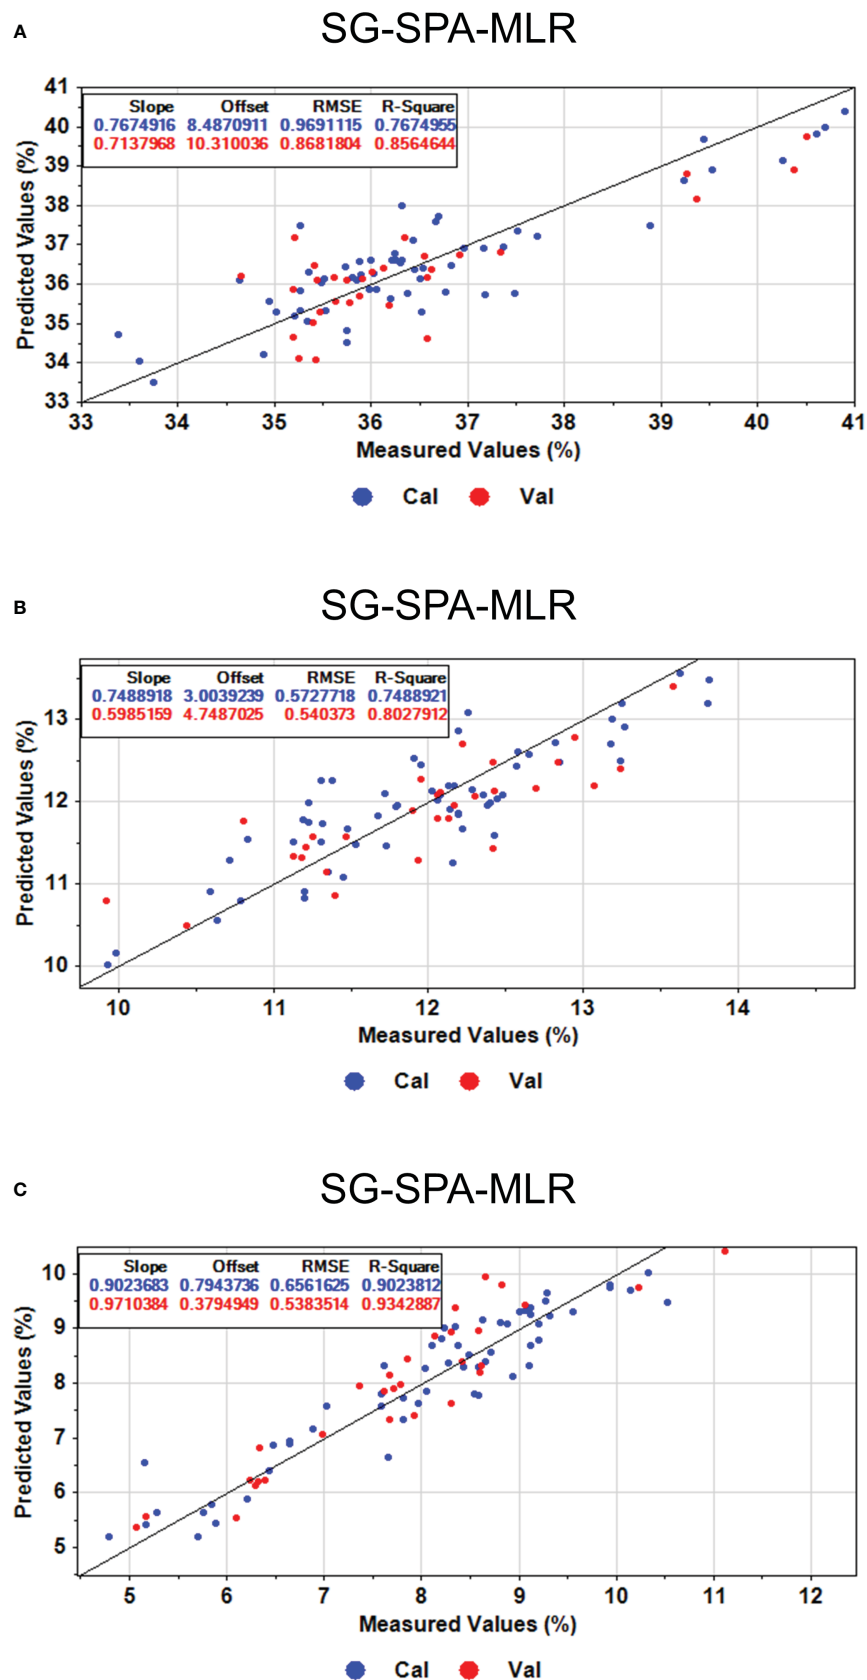 A
SG-SPA-MLR
Slope Offset RMSE R-Square
0.7674916 8.4870911 0.9691115 0.7674955
0.7137968 10.310036 0.8681804 0.8564644
41
40
39
38
37
36
35
34
33
Predicted Values (%)
33 34 35 36 37 38 39 40 41
Measured Values (%)
Cal Val
B
SG-SPA-MLR
Slope Offset RMSE R-Square
0.7488918 3.0039239 0.5727718 0.7488921
0.5985159 4.7487025 0.540373 0.8027912
13
12
11
10
Predicted Values (%)
10 11 12 13 14
Measured Values (%)
Cal Val
C
SG-SPA-MLR
Slope Offset RMSE R-Square
0.9023683 0.7943736 0.6561625 0.9023812
0.9710384 0.3794949 0.5383514 0.9342887
10
9
8
7
6
5
Predicted Values (%)
5 6 7 8 9 10 11 12
Measured Values (%)
Cal Val